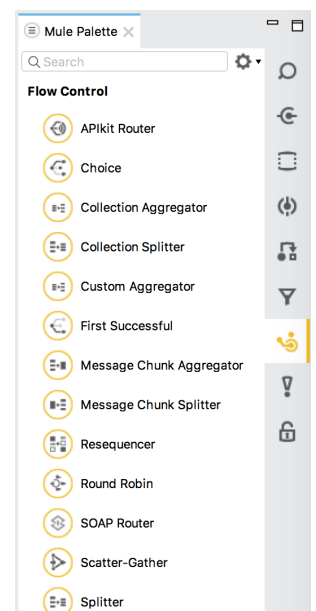 Mule Palette
Search
Flow Control
APIkit Router
Choice
Collection Aggregator
Collection Splitter
Custom Aggregator
First Successful
Message Chunk Aggregator
Message Chunk Splitter
Resequencer
Round Robin
SOAP Router
Scatter-Gather
Splitter